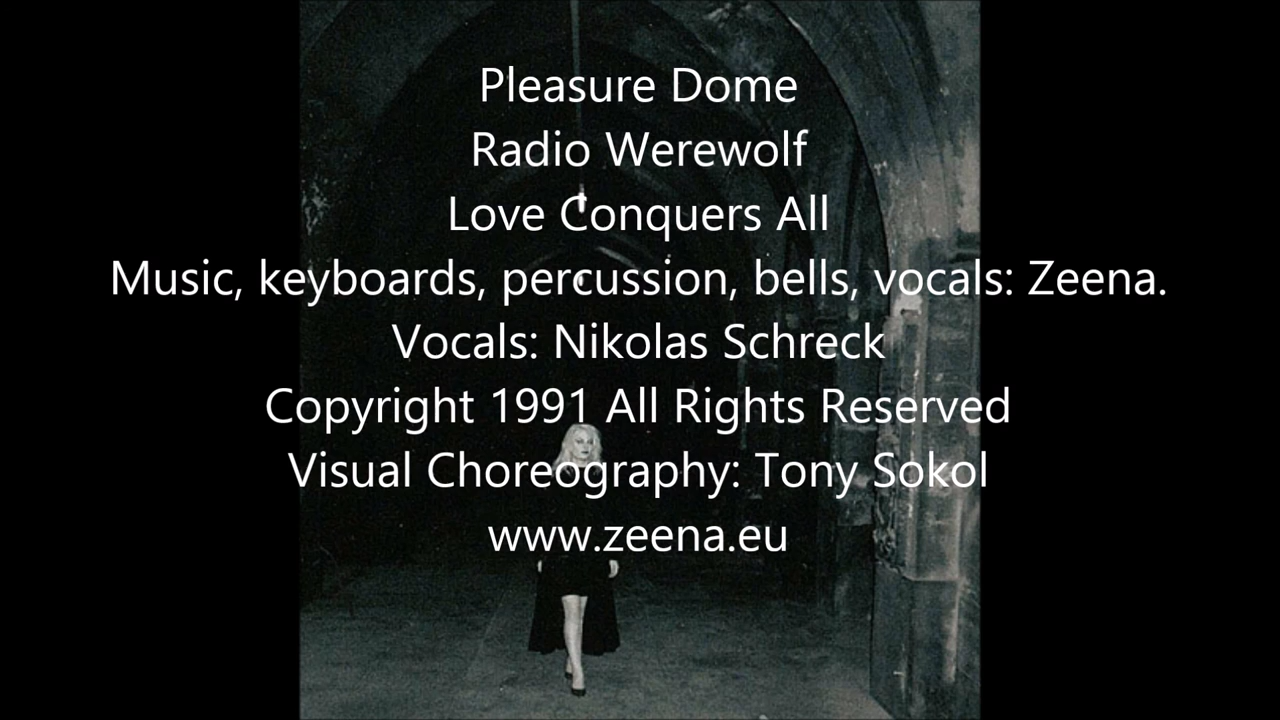 Pleasure Dome
Radio Werewolf
Love Conquers All
Music, keyboards, percussion, bells, vocals: Zeena.
Vocals: Nikolas Schreck
Copyright 1991 All Rights Reserved
Visual Choreography: Tony Sokol
www.zeena.eu